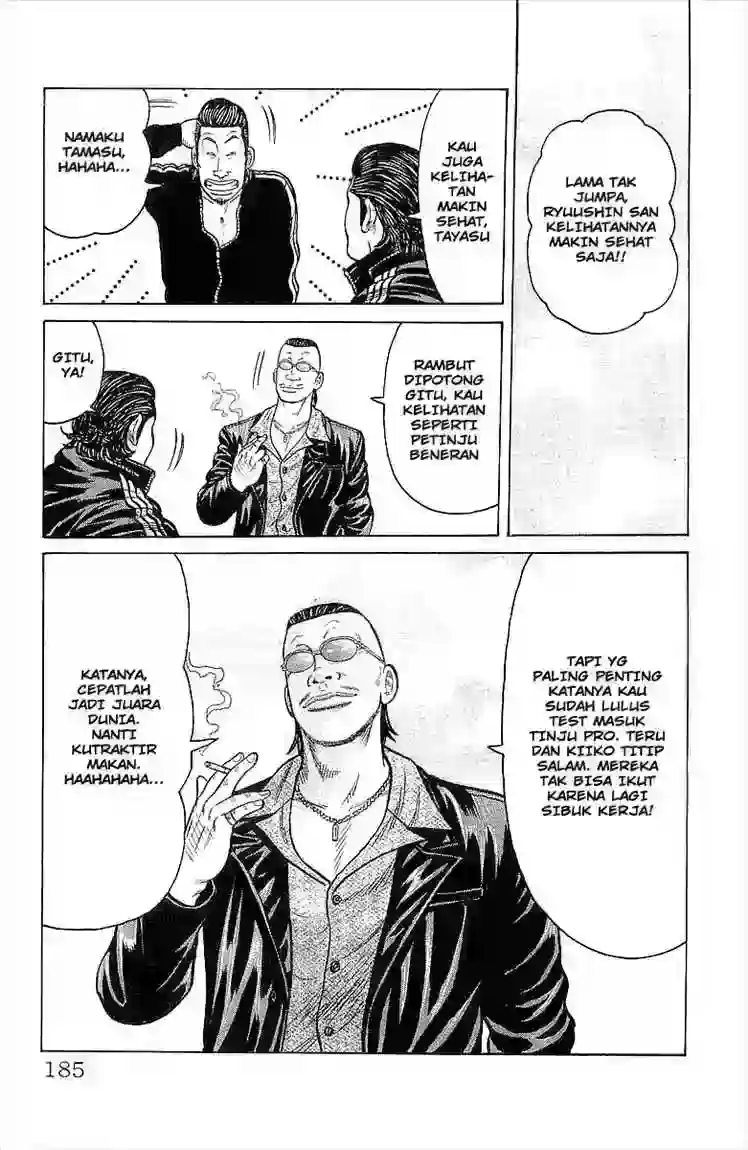 LAMA TAK
JUMPA,
RYUUSHIN SAN
KELIHATANNYA
MAKIN SEHAT
SAJA!!
KAU
JUGA
KELIHA-
TAN
MAKIN
SEHAT,
TAYASU
NAMAKU
TAMASU,
HAHAHA...
RAMBUT
DIPOTONG
GITU, KAU
KELIHATAN
SEPERTI
PETINJU
BENERAN
GITU,
YA!
TAPI YG
PALING PENTING
KATANYA KAU
SUDAH LULUS
TEST MASUK
TINJU PRO. TERU
DAN KIIKO TITIP
SALAM. MEREKA
TAK BISA IKUT
KARENA LAGI
SIBUK KERJA!
KATANYA,
CEPATLAH
JADI JUARA
DUNIA.
NANTI
KUTRAKTIR
MAKAN.
HAAHAHAHA...
185